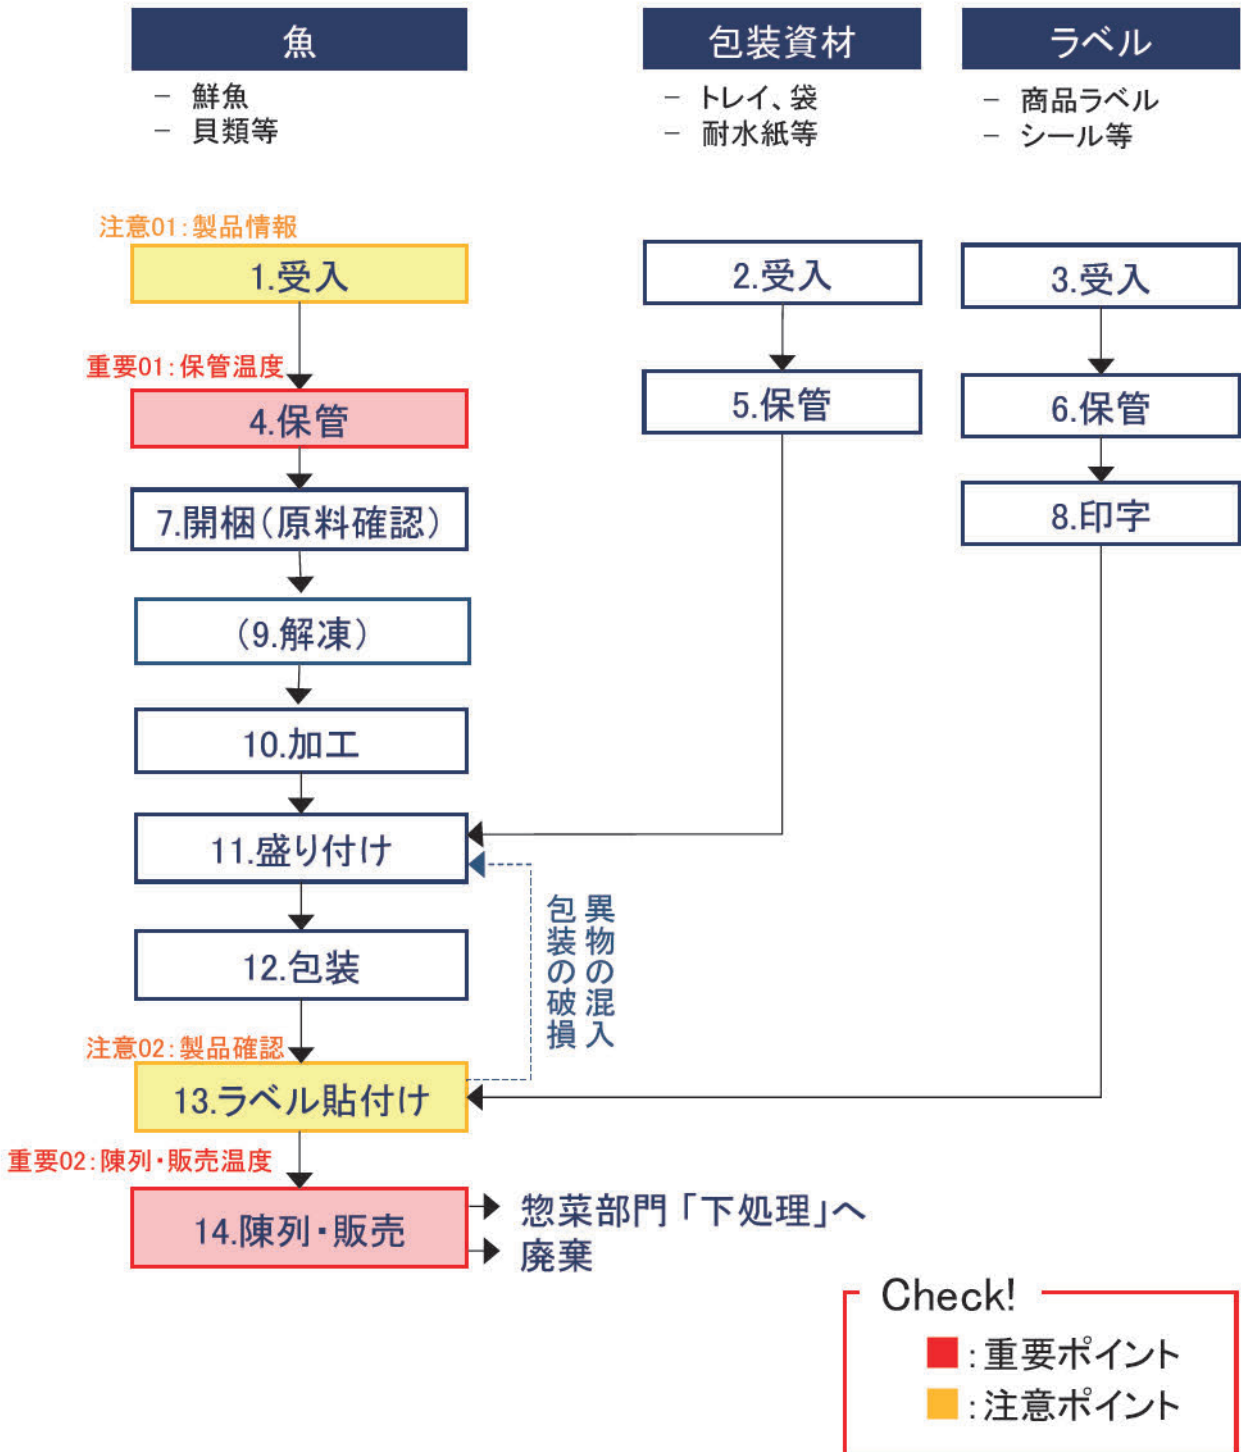 魚
包装資材
ラベル
－ 鮮魚
－ 貝類等
－ トレイ、袋
－ 耐水紙等
－ 商品ラベル
－ シール等
注意01：製品情報
1.受入
2.受入
3.受入
重要01：保管温度
4.保管
5.保管
6.保管
7.開梱（原料確認）
8.印字
（9.解凍）
10.加工
11.盛り付け
異物の混入
包装の破損
12.包装
注意02：製品確認
13.ラベル貼付け
重要02：陳列・販売温度
14.陳列・販売
惣菜部門「下処理」へ
廃棄
Check!
：重要ポイント
：注意ポイント